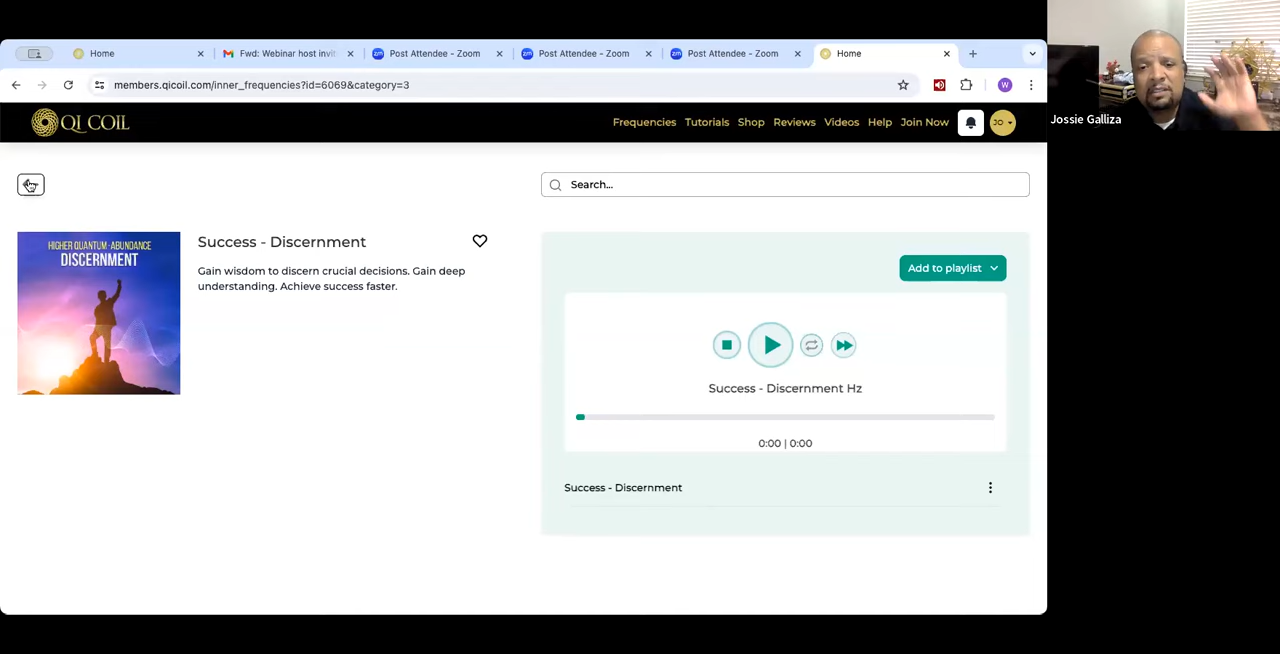 Home
Fwd: Webinar host invit
Post Attendee - Zoom
Post Attendee - Zoom
Post Attendee - Zoom
Home
members.qicoil.com/inner_frequencies?id=6069&category=3
W
QI COIL
Frequencies Tutorials Shop Reviews Videos Help Join Now
JO
Jossie Galliza
Search...
HIGHER QUANTUM-ABUNDANCE
DISCERNMENT
Success - Discernment
Gain wisdom to discern crucial decisions. Gain deep
understanding. Achieve success faster.
Add to playlist
Success - Discernment Hz
0:00 | 0:00
Success - Discernment